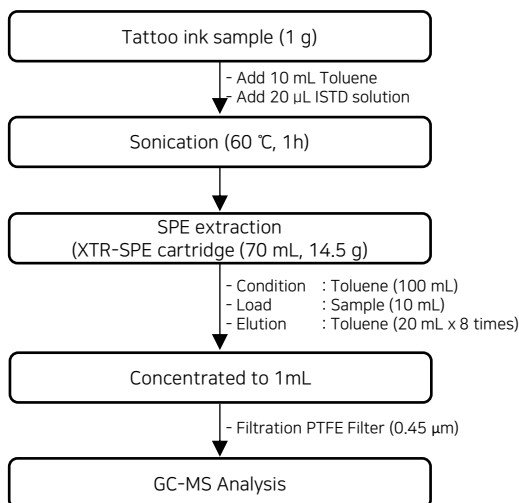 Tattoo ink sample (1 g)
- Add 10 mL Toluene
- Add 20 μL ISTD solution
Sonication (60 ℃, 1h)
SPE extraction
(XTR-SPE cartridge (70 mL, 14.5 g)
- Condition : Toluene (100 mL)
- Load : Sample (10 mL)
- Elution : Toluene (20 mL x 8 times)
Concentrated to 1mL
- Filtration PTFE Filter (0.45 μm)
GC-MS Analysis